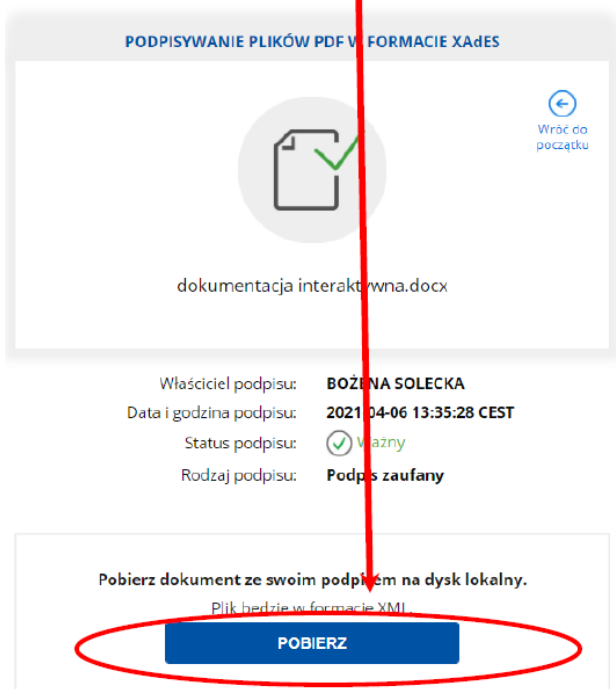 PODPISYWANIE PLIKÓW PDF W FORMACIE XAdES
Wróć do
początku
dokumentacja interaktywna.docx
Właściciel podpisu: BOŻENA SOLECKA
Data i godzina podpisu: 2021-04-06 13:35:28 CEST
Status podpisu: Ważny
Rodzaj podpisu: Podpis zaufany
Pobierz dokument ze swoim podpisem na dysk lokalny.
Plik będzie w formacie XML.
POBIERZ